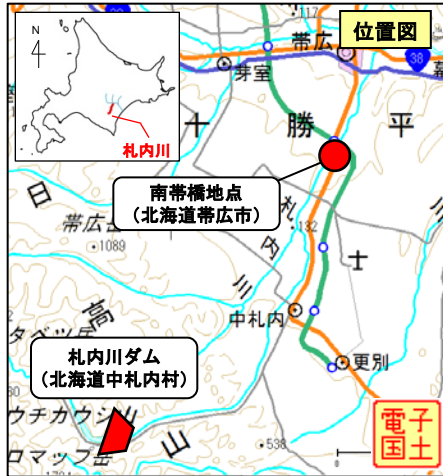 位置図
N
4
札内川
帯広
38
芽室
十勝平
南帯橋地点
（北海道帯広市）
日
帯広岳
・1089
札内川
132
士
高
中札内
更別
札内川ダム
（北海道中札内村）
ウチカウシ山
山
ロマップ岳
・538
電子
国土
0